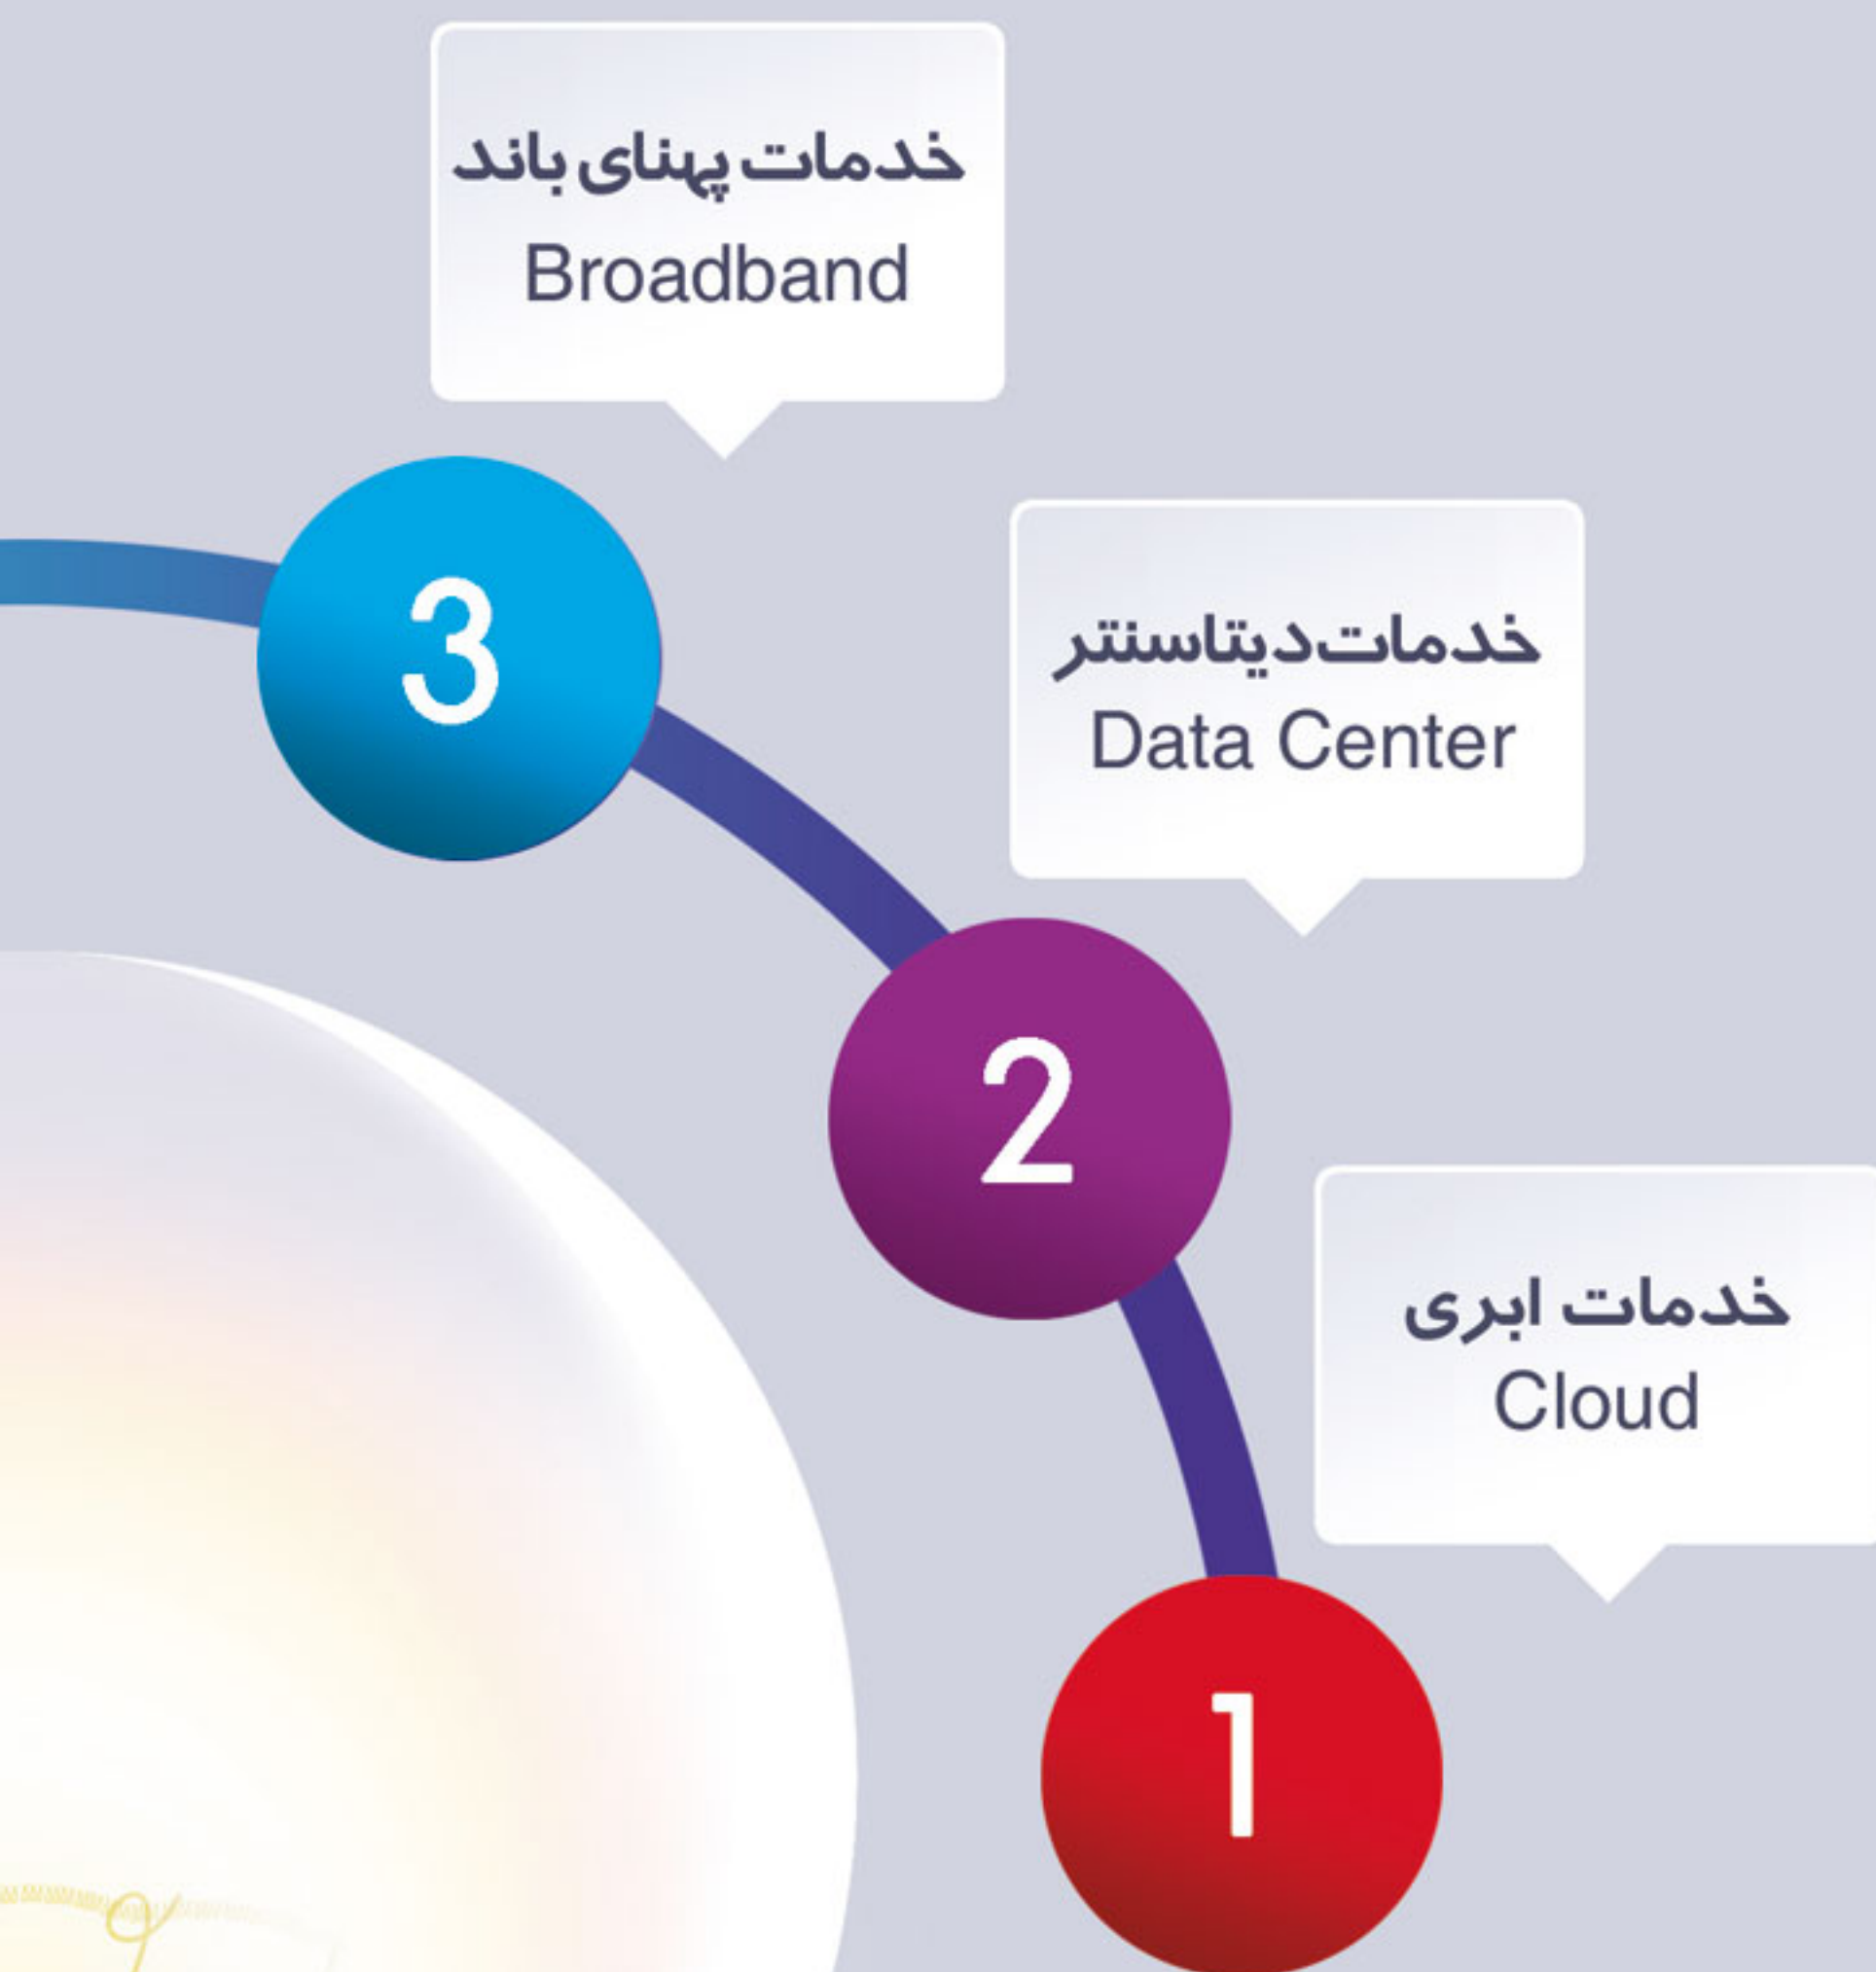 خدمات پهنای باند
Broadband
3
خدمات دیتاسنتر
Data Center
2
خدمات ابری
Cloud
1